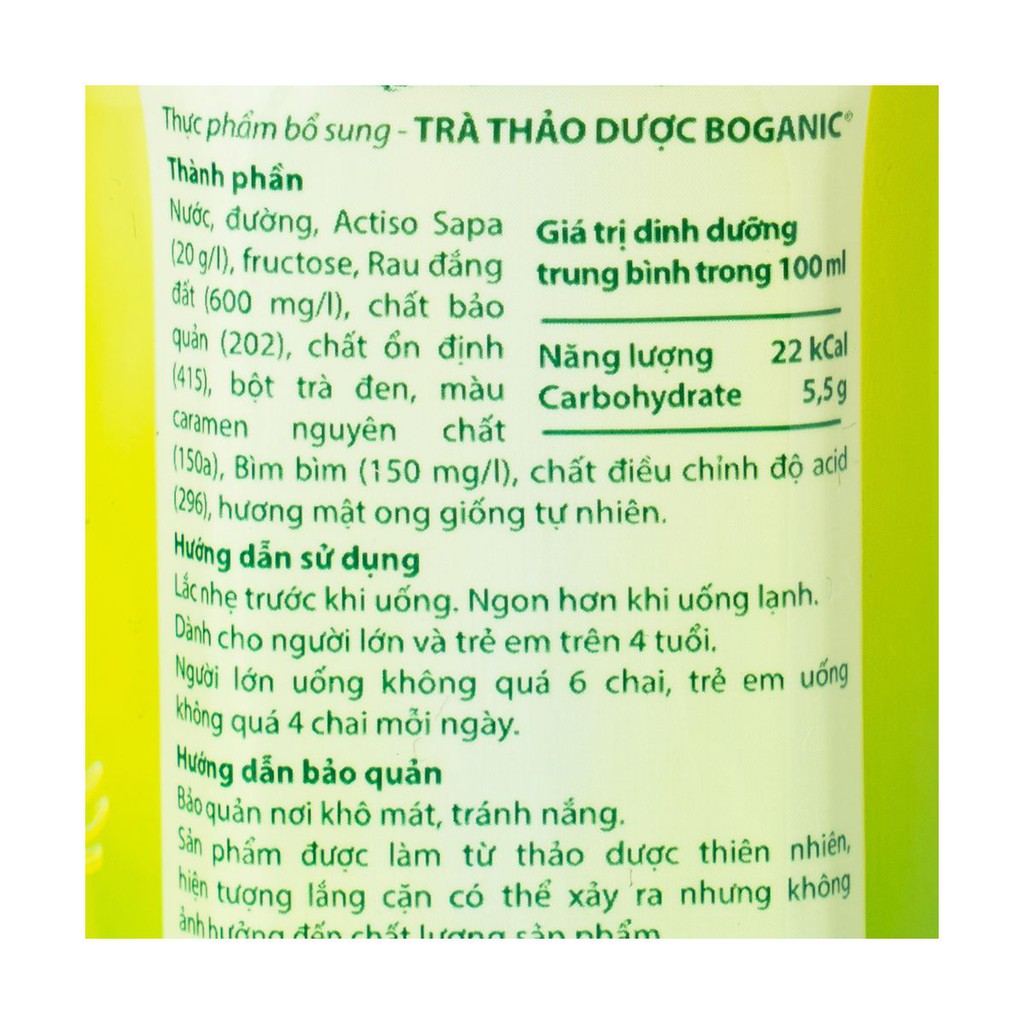 Thực phẩm bổ sung - TRÀ THẢO DƯỢC BOGANIC®
Thành phần
Nước, đường, Actiso Sapa
(20 g/l), fructose, Rau đắng
đất (600 mg/l), chất bảo
quản (202), chất ổn định
(415), bột trà đen, màu
caramen nguyên chất
(150a), Bìm bìm (150 mg/l), chất điều chỉnh độ acid
(296), hương mật ong giống tự nhiên.
Giá trị dinh dưỡng
trung bình trong 100 ml
Năng lượng 22 kCal
Carbohydrate 5,5 g
Hướng dẫn sử dụng
Lắc nhẹ trước khi uống. Ngon hơn khi uống lạnh.
Dành cho người lớn và trẻ em trên 4 tuổi.
Người lớn uống không quá 6 chai, trẻ em uống
không quá 4 chai mỗi ngày.
Hướng dẫn bảo quản
Bảo quản nơi khô mát, tránh nắng.
Sản phẩm được làm từ thảo dược thiên nhiên,
hiện tượng lắng cặn có thể xảy ra nhưng không
ảnh hưởng đến chất lượng sản phẩm